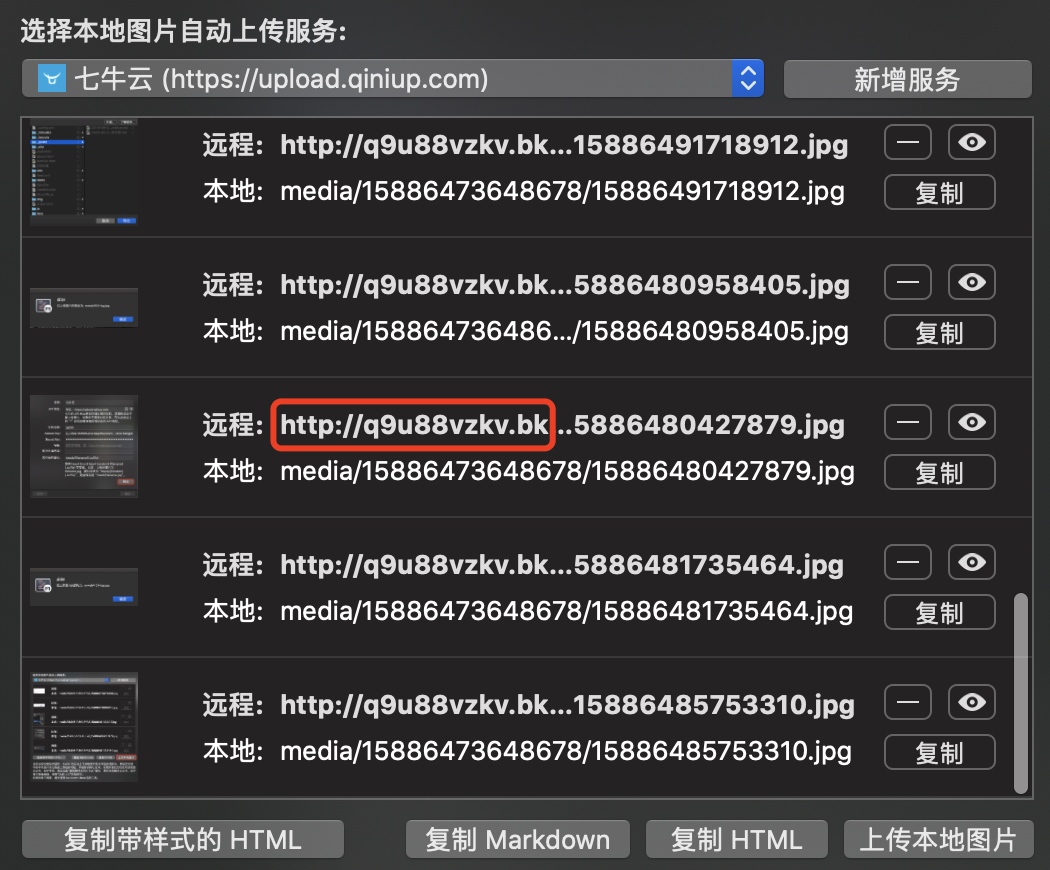 选择本地图片自动上传服务:
七牛云 (https://upload.qiniup.com)
新增服务
远程: http://q9u88vzkv.bk...15886491718912.jpg
本地: media/15886473648678/15886491718912.jpg
复制
远程: http://q9u88vzkv.bk...5886480958405.jpg
本地: media/158864736486.../15886480958405.jpg
复制
远程: http://q9u88vzkv.bk...5886480427879.jpg
本地: media/15886473648678/15886480427879.jpg
复制
远程: http://q9u88vzkv.bk...5886481735464.jpg
本地: media/15886473648678/15886481735464.jpg
复制
远程: http://q9u88vzkv.bk...15886485753310.jpg
本地: media/15886473648678/15886485753310.jpg
复制
复制带样式的 HTML
复制 Markdown
复制 HTML
上传本地图片